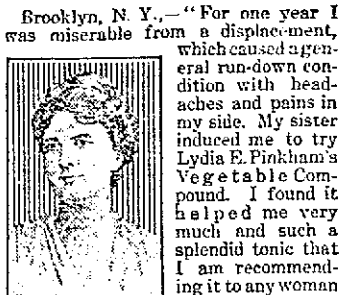 Brooklyn, N. Y.,—“For one year I
was miserable from a displacement,
which caused a gen-
eral run-down con-
dition with head-
aches and pains in
my side. My sister
induced me to try
Lydia E. Pinkham's
Vegetable Com-
pound. I found it
helped me very
much and such a
splendid tonic that
I am recommend-
ing it to any woman